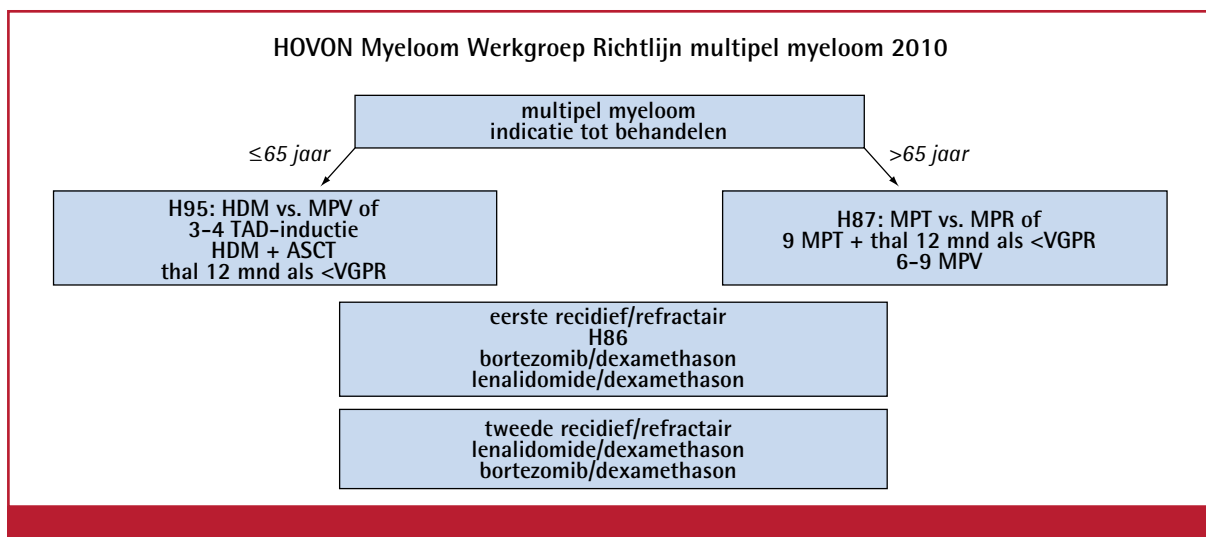 HOVON Myeloom Werkgroep Richtlijn multipel myeloom 2010
multipel myeloom
indicatie tot behandelen
≤65 jaar
>65 jaar
H95: HDM vs. MPV of
3-4 TAD-inductie
HDM + ASCT
thal 12 mnd als <VGPR
H87: MPT vs. MPR of
9 MPT + thal 12 mnd als <VGPR
6-9 MPV
eerste recidief/refractair
H86
bortezomib/dexamethason
lenalidomide/dexamethason
tweede recidief/refractair
lenalidomide/dexamethason
bortezomib/dexamethason